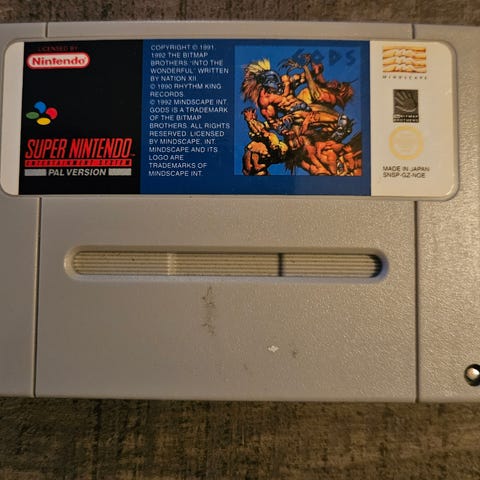 LICENSED BY
Nintendo
SUPER NINTENDO
ENTERTAINMENT SYSTEM
PAL VERSION
COPYRIGHT © 1991.
1992 THE BITMAP
BROTHERS. 'INTO THE
WONDERFUL' WRITTEN
BY NATION XII
© 1990 RHYTHM KING
RECORDS.
© 1992 MINDSCAPE INT.
GODS IS A TRADEMARK
OF THE BITMAP
BROTHERS. ALL RIGHTS
RESERVED. LICENSED
BY MINDSCAPE, INT.
MINDSCAPE AND ITS
LOGO ARE
TRADEMARKS OF
MINDSCAPE INT.
GODS
MINDSCAPE
BITMAP
BROTHERS
MADE IN JAPAN
SNSP-GZ-NOE